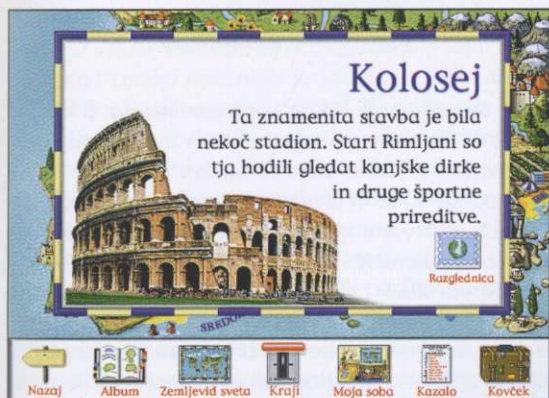 Kolosej
Ta znamenita stavba je bila
nekoč stadion. Stari Rimljani so
tja hodili gledat konjske dirke
in druge športne
prireditve.
Razglednica
SREDO
Nazaj
Album
Zemljevid sveta
Kraji
Moja soba
Kazalo
Kovček